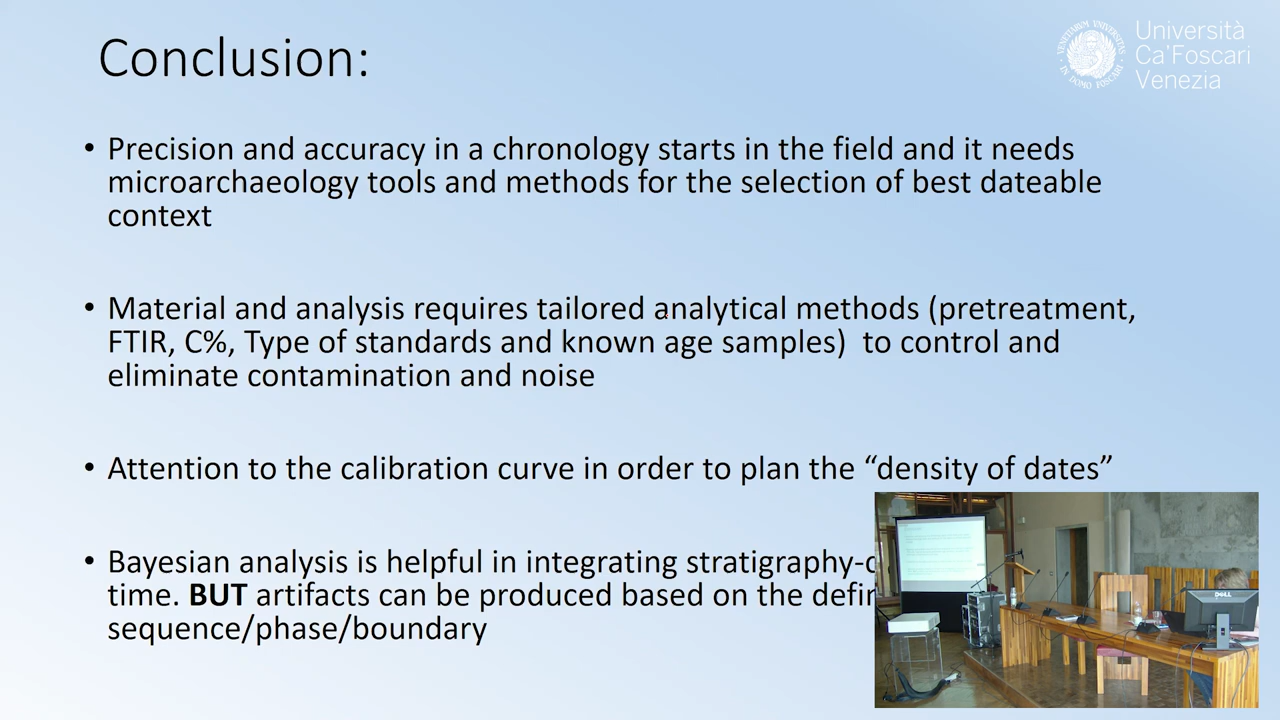 Conclusion:
Università
Ca'Foscari
Venezia
• Precision and accuracy in a chronology starts in the field and it needs
microarchaeology tools and methods for the selection of best dateable
context
• Material and analysis requires tailored analytical methods (pretreatment,
FTIR, C%, Type of standards and known age samples)  to control and
eliminate contamination and noise
• Attention to the calibration curve in order to plan the “density of dates”
• Bayesian analysis is helpful in integrating
time. BUT artifacts can be produced based on the
sequence/phase/boundary
DELL